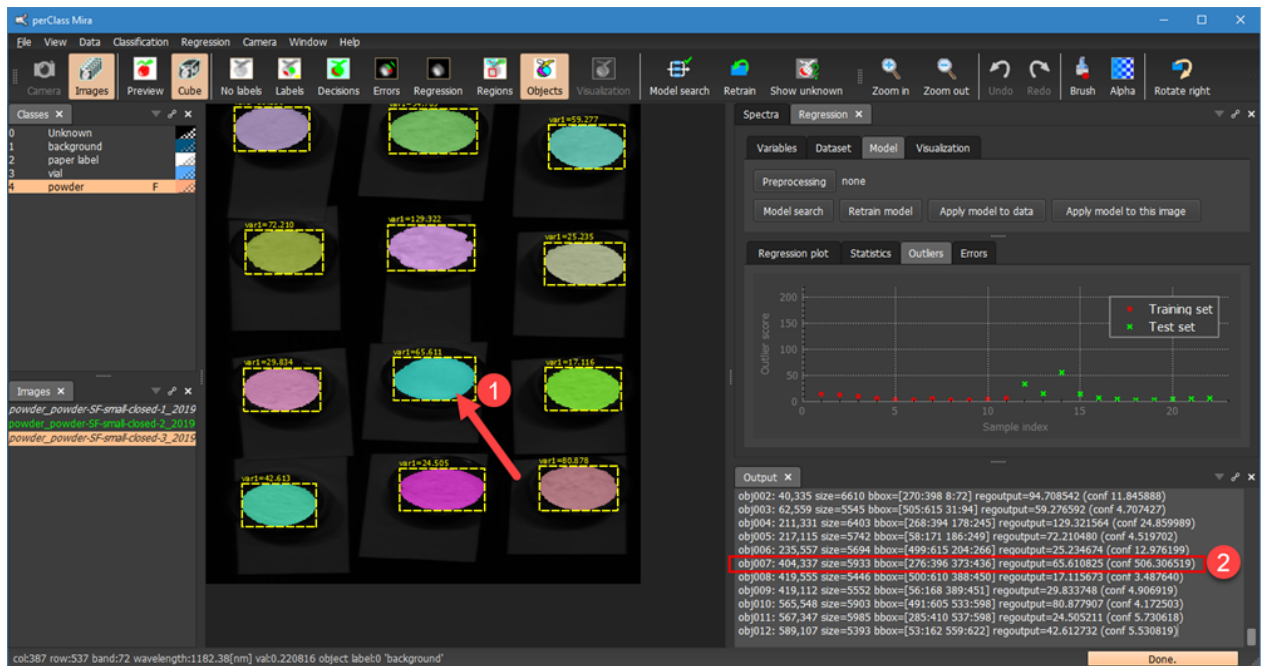 perClass Mira
File View Data Classification Regression Camera Window Help
Camera Images Preview Cube No labels Labels Decisions Errors Regression Regions Objects Visualization Model search Retrain Show unknown Zoom in Zoom out Undo Redo Brush Alpha Rotate right
Classes
0 Unknown
1 background
2 paper label
3 vial
4 powder F
Images
powder_powder-SF-small-closed-1_2019
powder_powder-SF-small-closed-2_2019
powder_powder-SF-small-closed-3_2019
var1=59.277
var1=72.210
var1=129.322
var1=25.235
var1=29.834
var1=65.611
var1=17.116
1
var1=42.613
var1=24.505
var1=80.878
Spectra Regression
Variables Dataset Model Visualization
Preprocessing none
Model search Retrain model Apply model to data Apply model to this image
Regression plot Statistics Outliers Errors
Outlier score
200
150
100
50
0
0 5 10 15 20
Sample index
Training set
Test set
Output
obj002: 40,335 size=6610 bbox=[270:398 8:72] regoutput=94.708542 (conf 11.845888)
obj003: 62,559 size=5545 bbox=[505:615 31:94] regoutput=59.276592 (conf 4.707427)
obj004: 211,331 size=6403 bbox=[268:394 178:245] regoutput=129.321564 (conf 24.859989)
obj005: 217,115 size=5742 bbox=[58:171 186:249] regoutput=72.210480 (conf 4.519702)
obj006: 235,557 size=5694 bbox=[499:615 204:266] regoutput=25.234674 (conf 12.976199)
obj007: 404,337 size=5933 bbox=[276:396 373:436] regoutput=65.610825 (conf 506.306519)
2
obj008: 419,555 size=5446 bbox=[500:610 388:450] regoutput=17.115673 (conf 3.487640)
obj009: 419,112 size=5552 bbox=[56:168 389:451] regoutput=29.833748 (conf 4.906919)
obj010: 565,548 size=5903 bbox=[491:605 533:598] regoutput=80.877907 (conf 4.172503)
obj011: 567,347 size=5985 bbox=[285:410 537:598] regoutput=24.505211 (conf 5.730618)
obj012: 589,107 size=5393 bbox=[53:162 559:622] regoutput=42.612732 (conf 5.530819)
col:387 row:537 band:72 wavelength:1182.38[nm] val:0.220816 object label:0 'background'
Done.